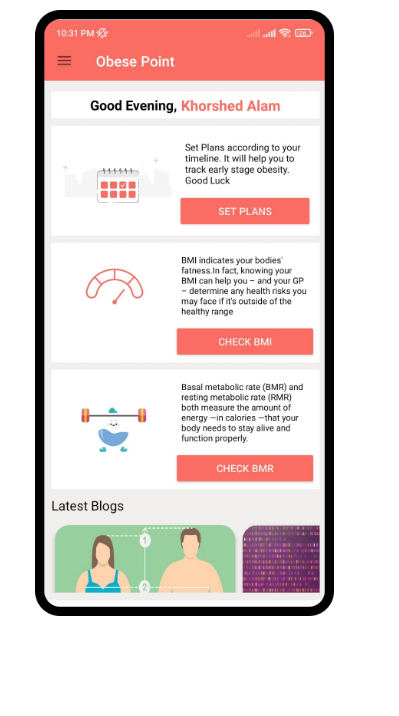 10:31 PM
Obese Point
Good Evening, Khorshed Alam
Set Plans according to your
timeline. It will help you to
track early stage obesity.
Good Luck
SET PLANS
BMI indicates your bodies'
fatness.In fact, knowing your
BMI can help you – and your GP
– determine any health risks you
may face if it's outside of the
healthy range
CHECK BMI
Basal metabolic rate (BMR) and
resting metabolic rate (RMR)
both measure the amount of
energy —in calories —that your
body needs to stay alive and
function properly.
CHECK BMR
Latest Blogs
1
2